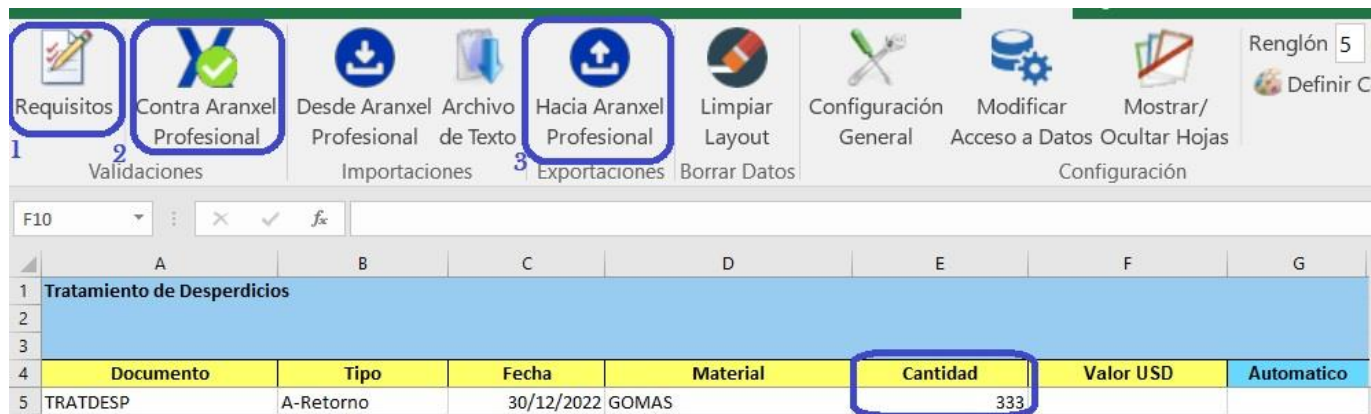 Requisitos
Contra Aranxel
Profesional
Desde Aranxel
Profesional
Archivo
de Texto
Hacia Aranxel
Profesional
Limpiar
Layout
Configuración
General
Modificar
Acceso a Datos
Mostrar/
Ocultar Hojas
Renglón 5
Definir C
1
2
3
Validaciones
Importaciones
Exportaciones
Borrar Datos
Configuración
F10
fx
A B C D E F G
1 Tratamiento de Desperdicios
2
3
4 Documento Tipo Fecha Material Cantidad Valor USD Automatico
5 TRATDESP A-Retorno 30/12/2022 GOMAS 333